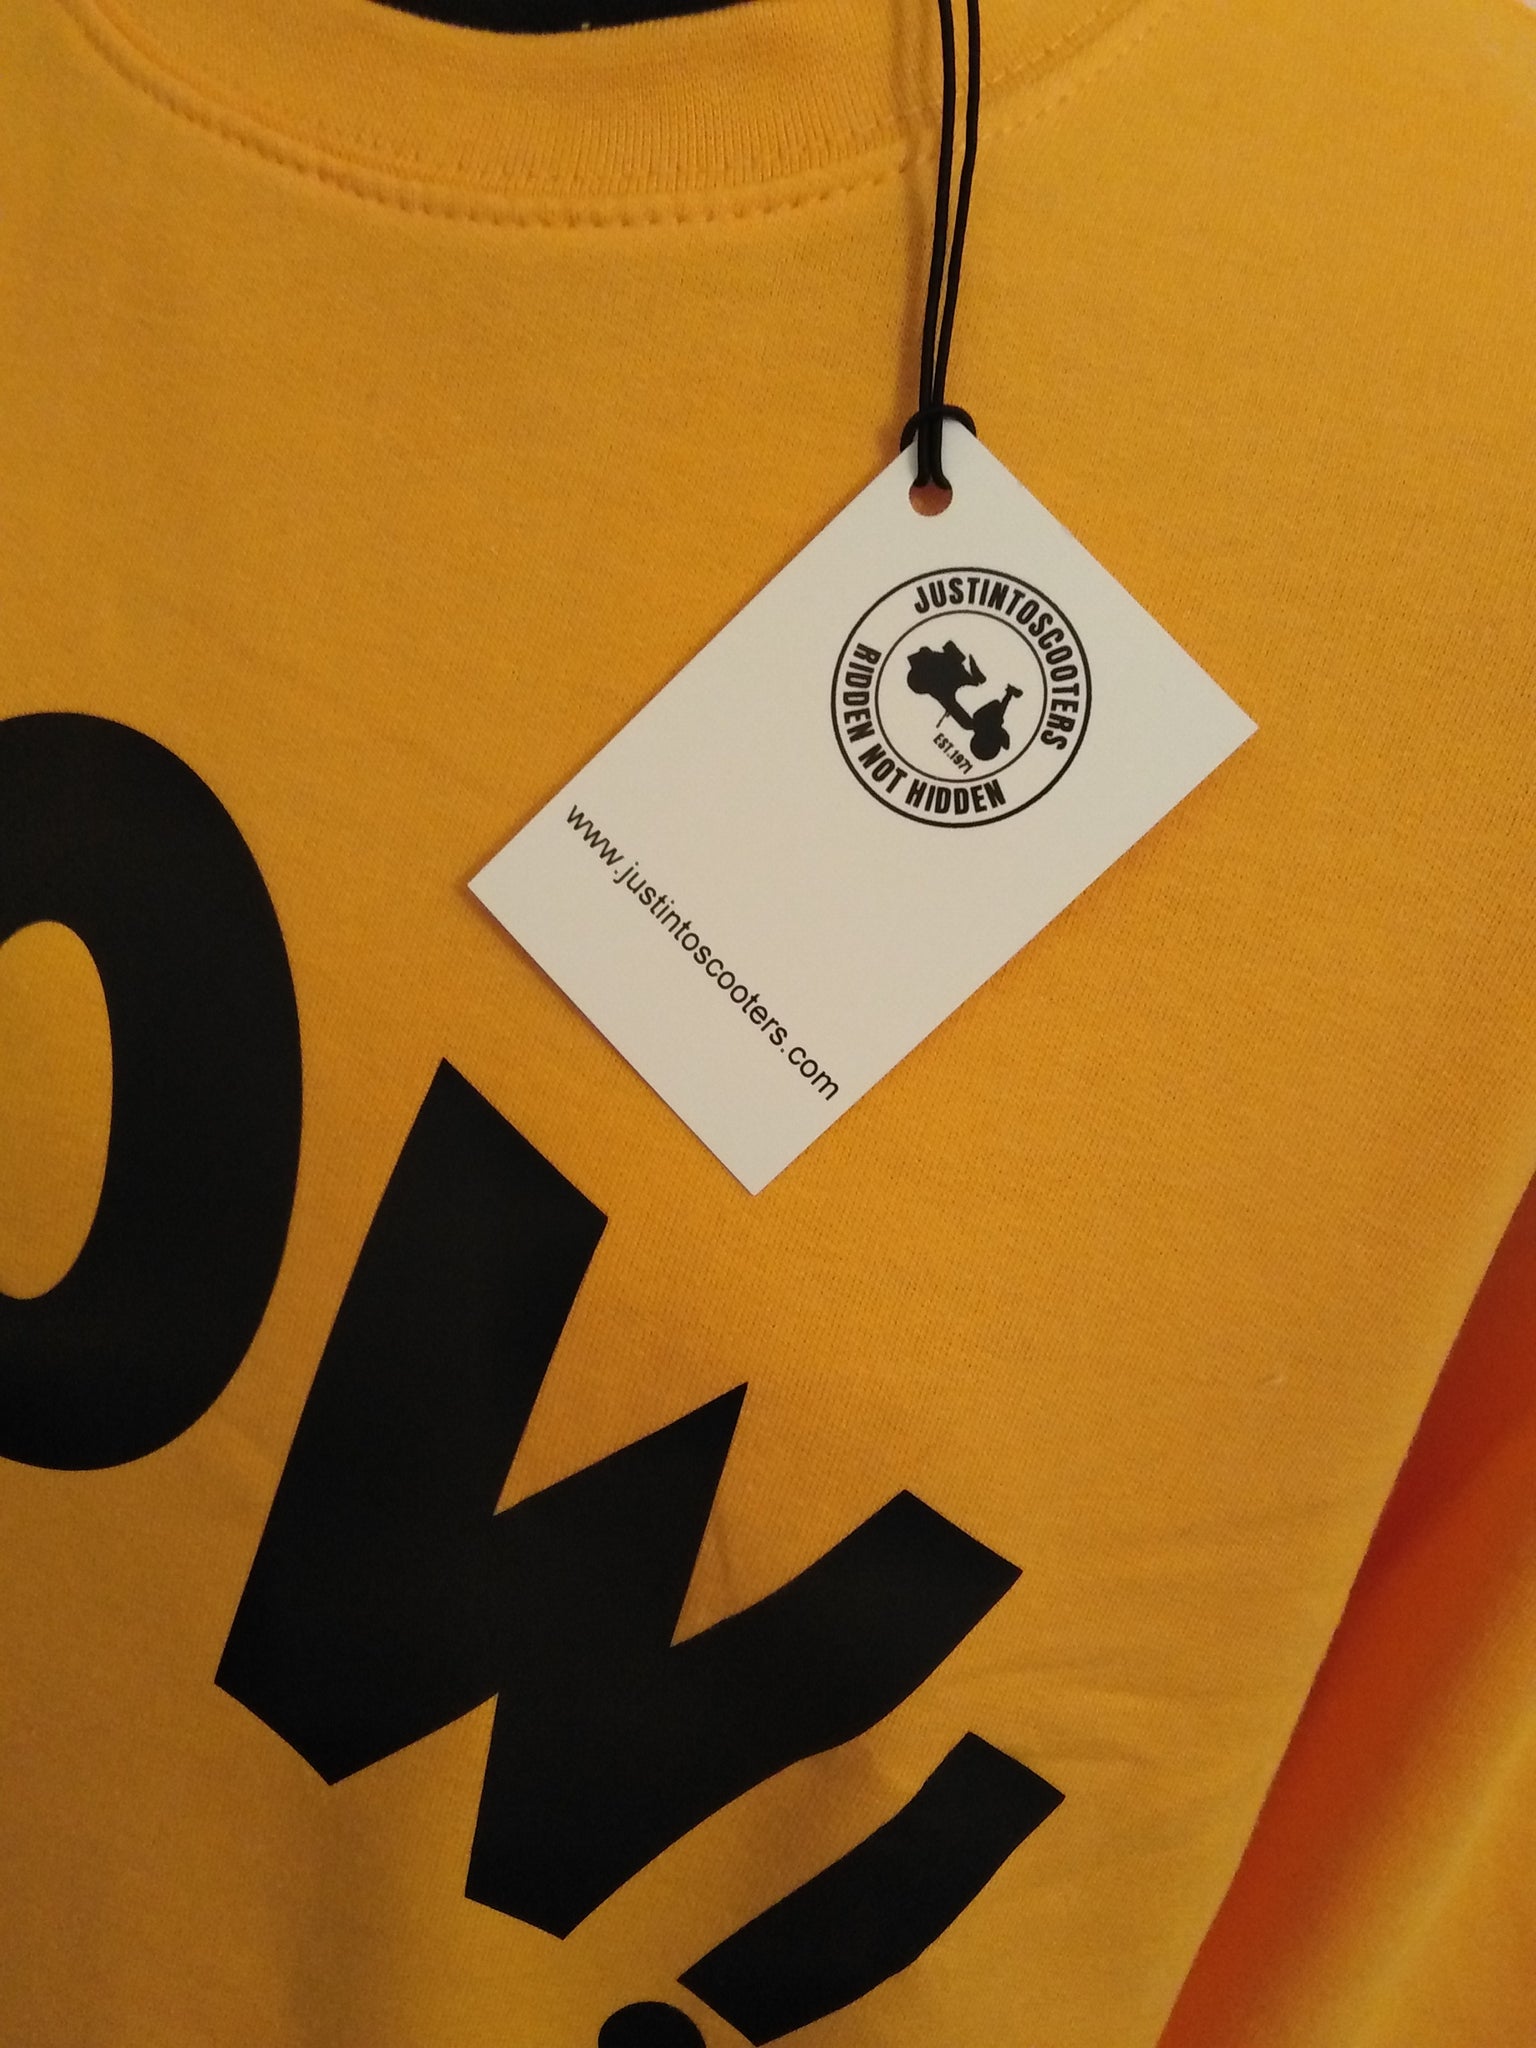 JUSTINTOSCOOTERS
EST.1971
RIDDEN NOT HIDDEN
www.justintoscooters.com
OW!